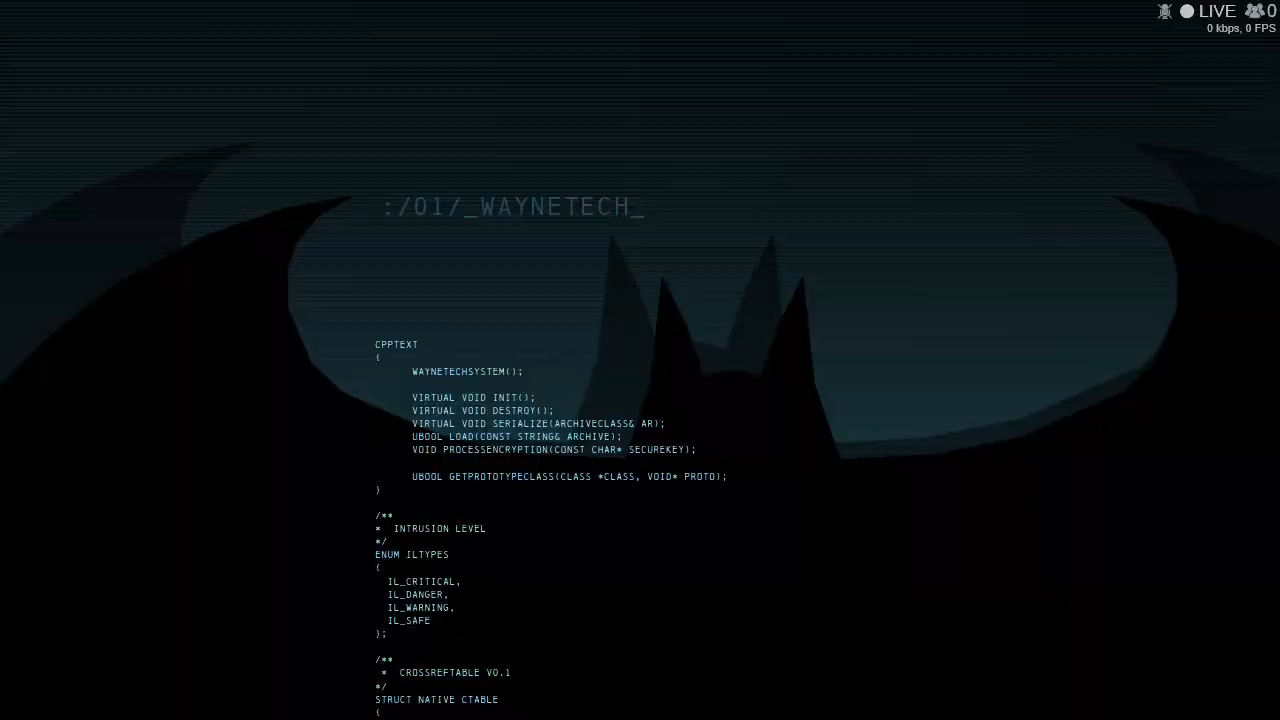 LIVE 0
0 kbps, 0 FPS
:/01/_WAYNETECH_
CPPTEXT
{
WAYNETECHSYSTEM();
VIRTUAL VOID INIT();
VIRTUAL VOID DESTROY();
VIRTUAL VOID SERIALIZE(ARCHIVECLASS& AR);
UBOOL LOAD(CONST STRING& ARCHIVE);
VOID PROCESSENCRYPTION(CONST CHAR* SECUREKEY);
UBOOL GETPROTOTYPECLASS(CLASS *CLASS, VOID* PROTO);
}
/**
* INTRUSION LEVEL
*/
ENUM ILTYPES
{
IL_CRITICAL,
IL_DANGER,
IL_WARNING,
IL_SAFE
};
/**
* CROSSREFTABLE V0.1
*/
STRUCT NATIVE CTABLE
{